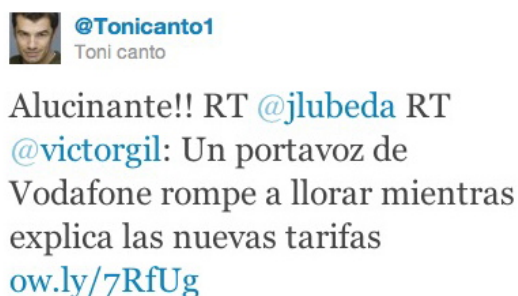 @Tonicanto1
Toni canto
Alucinante!! RT @jlubeda RT
@victorgil: Un portavoz de
Vodafone rompe a llorar mientras
explica las nuevas tarifas
ow.ly/7RfUg